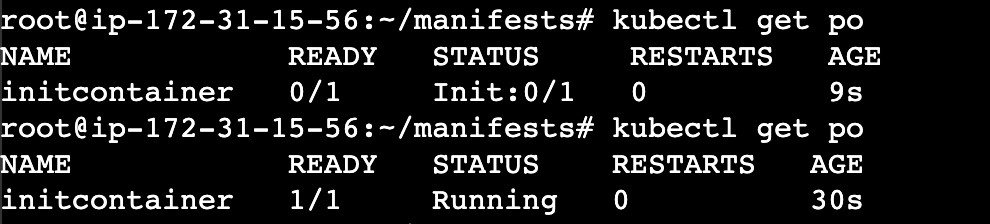 root@ip-172-31-15-56:~/manifests# kubectl get po
NAME READY STATUS RESTARTS AGE
initcontainer 0/1 Init:0/1 0 9s
root@ip-172-31-15-56:~/manifests# kubectl get po
NAME READY STATUS RESTARTS AGE
initcontainer 1/1 Running 0 30s